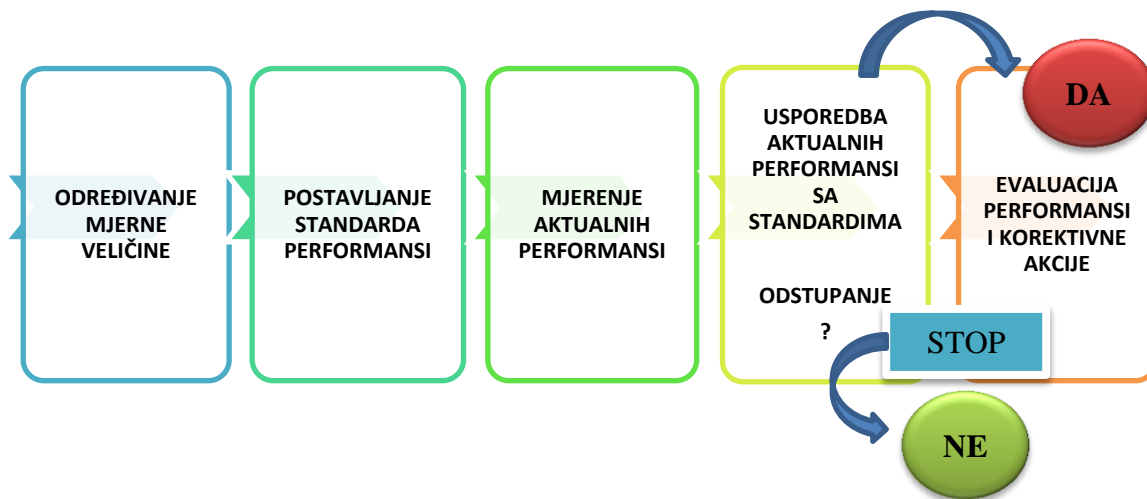 ODREĐIVANJE
MJERNE
VELIČINE
POSTAVLJANJE
STANDARDA
PERFORMANSI
MJERENJE
AKTUALNIH
PERFORMANSI
USPOREDBA
AKTUALNIH
PERFORMANSI
SA
STANDARDIMA
ODSTUPANJE
?
DA
EVALUACIJA
PERFORMANSI
I KOREKTIVNE
AKCIJE
STOP
NE